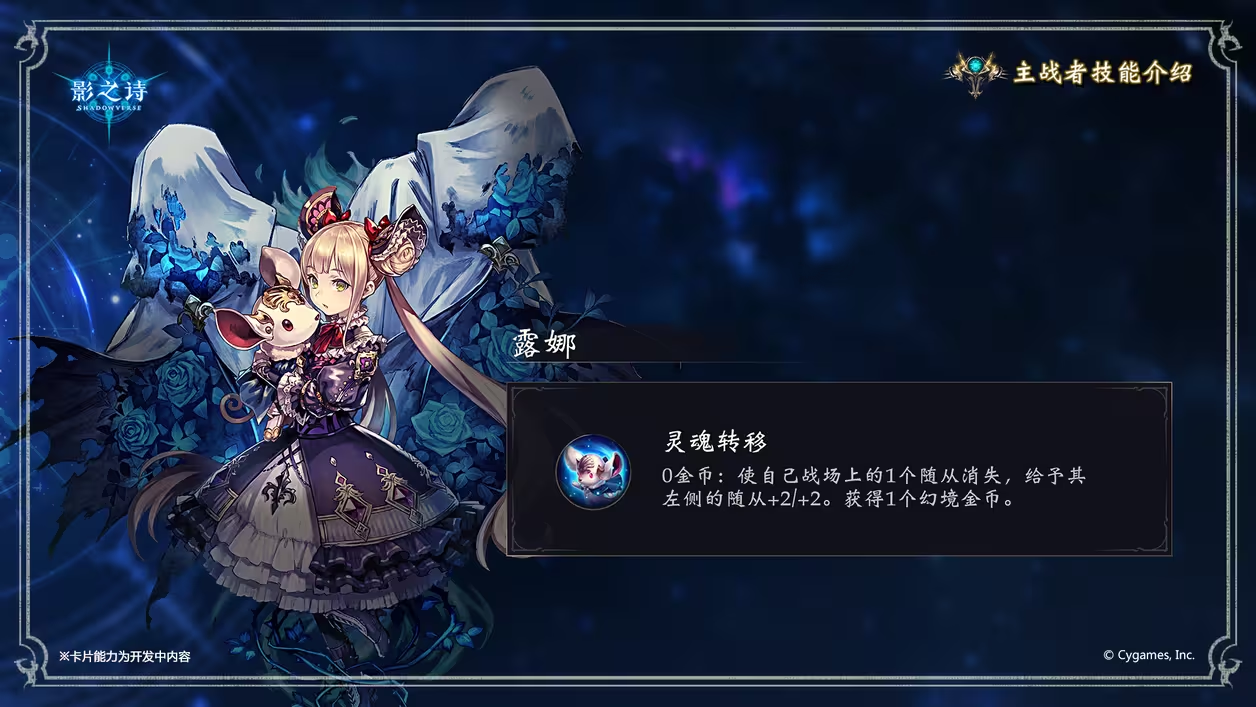 影之诗
SHADOWVERSE
主战者技能介绍
露娜
灵魂转移
0金币：使自己战场上的1个随从消失，给予其
左侧的随从+2/+2。获得1个幻境金币。
※卡片能力为开发中内容
© Cygames, Inc.